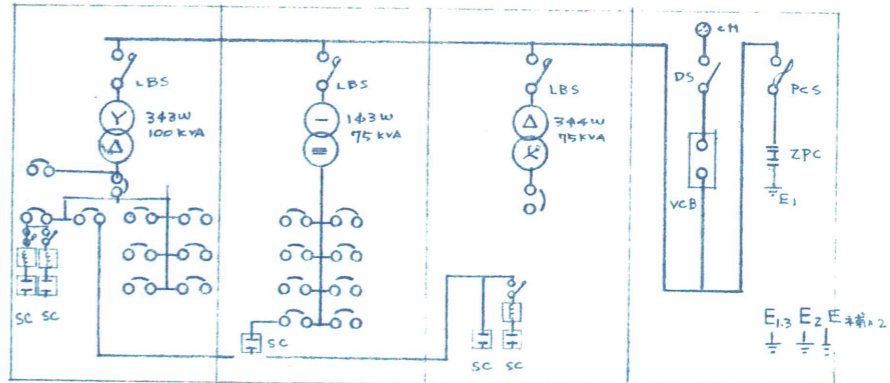 CH
LBS
LBS
LBS
DS
PCS
3φ3W
100KVA
1φ3W
75KVA
3φ4W
75KVA
ZPC
VCB
E1
SC
SC
SC
SC
SC
E1.3 E2